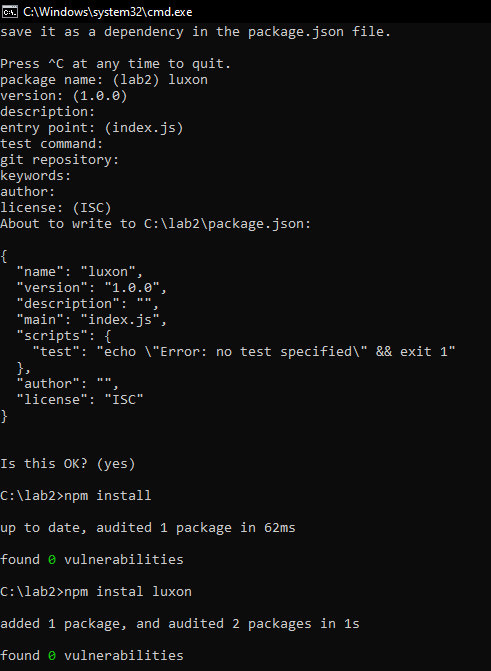 C:\Windows\system32\cmd.exe
save it as a dependency in the package.json file.
Press ^C at any time to quit.
package name: (lab2) luxon
version: (1.0.0)
description:
entry point: (index.js)
test command:
git repository:
keywords:
author:
license: (ISC)
About to write to C:\lab2\package.json:
{
  "name": "luxon",
  "version": "1.0.0",
  "description": "",
  "main": "index.js",
  "scripts": {
    "test": "echo \"Error: no test specified\" && exit 1"
  },
  "author": "",
  "license": "ISC"
}
Is this OK? (yes)
C:\lab2>npm install
up to date, audited 1 package in 62ms
found 0 vulnerabilities
C:\lab2>npm instal luxon
added 1 package, and audited 2 packages in 1s
found 0 vulnerabilities